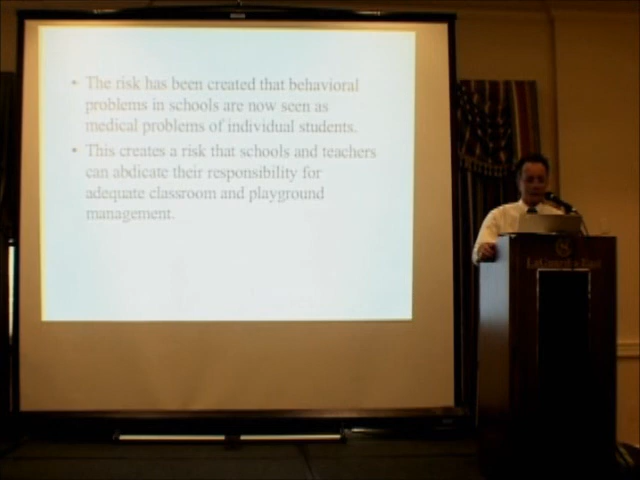 • The risk has been created that behavioral
problems in schools are now seen as
medical problems of individual students.
• This creates a risk that schools and teachers
can abdicate their responsibility for
adequate classroom and playground
management.